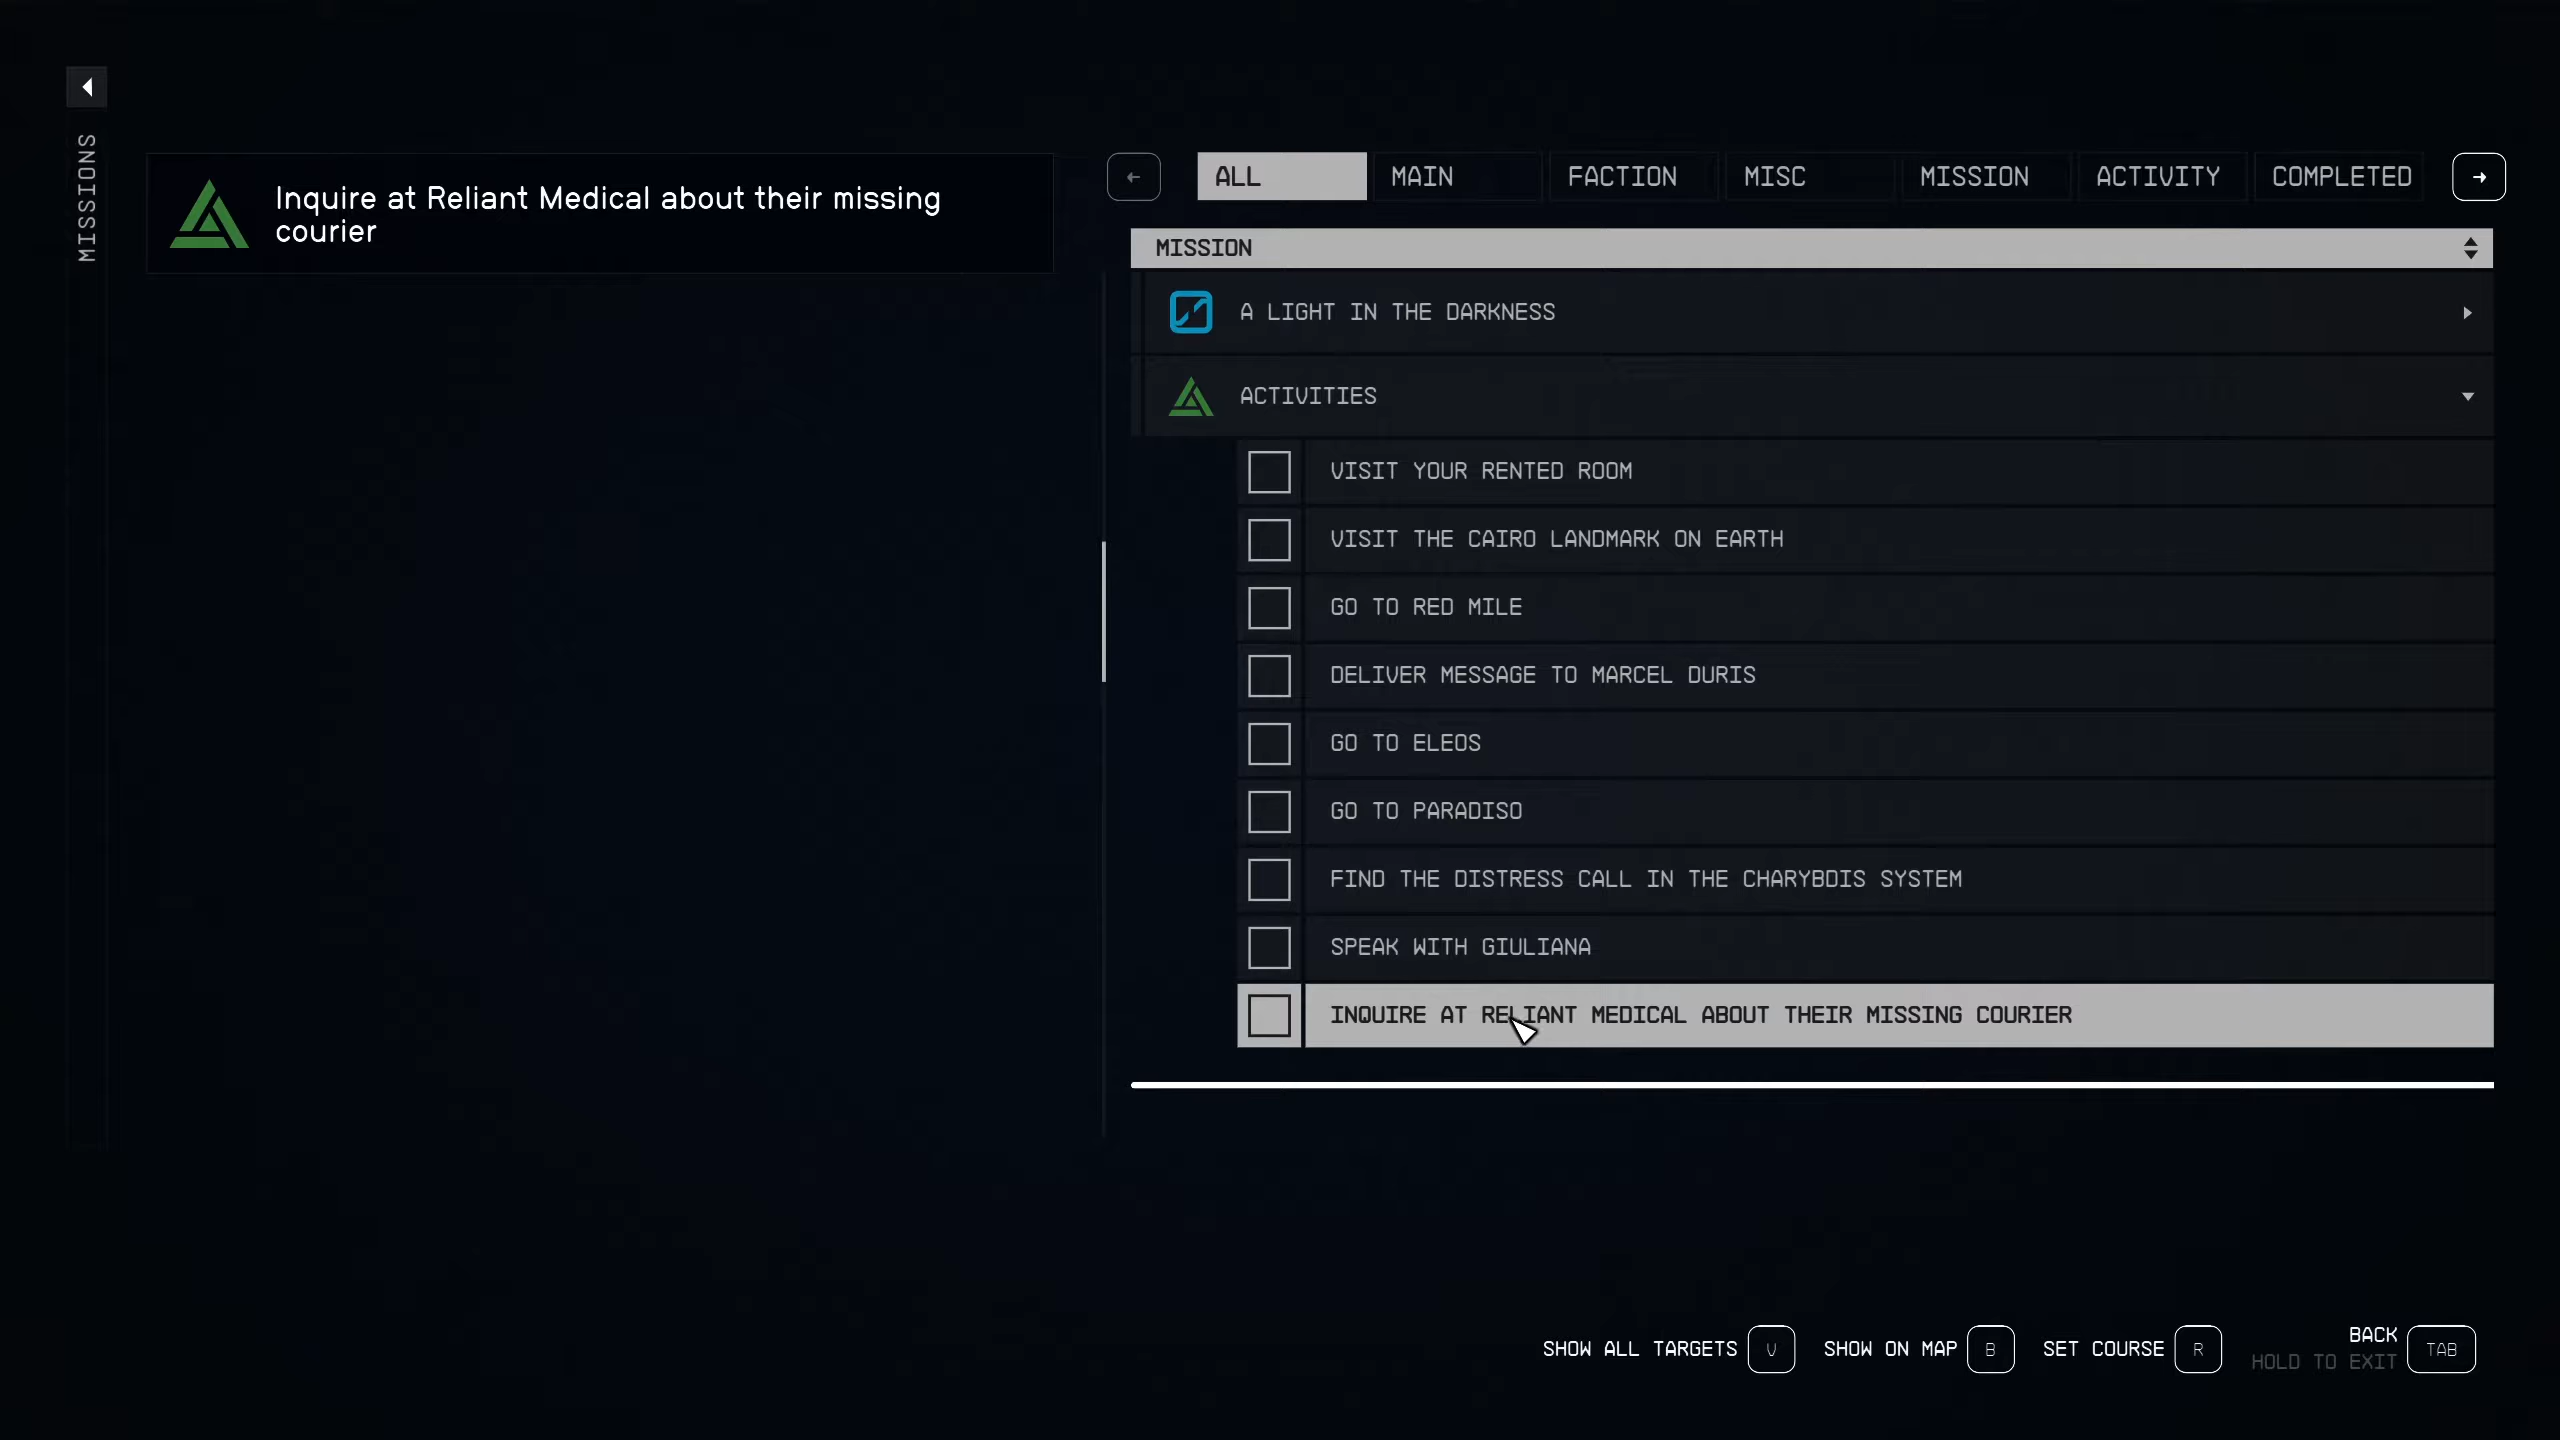 MISSIONS
Inquire at Reliant Medical about their missing
courier
ALL
MAIN
FACTION
MISC
MISSION
ACTIVITY
COMPLETED
MISSION
A LIGHT IN THE DARKNESS
ACTIVITIES
VISIT YOUR RENTED ROOM
VISIT THE CAIRO LANDMARK ON EARTH
GO TO RED MILE
DELIVER MESSAGE TO MARCEL DURIS
GO TO ELEOS
GO TO PARADISO
FIND THE DISTRESS CALL IN THE CHARYBDIS SYSTEM
SPEAK WITH GIULIANA
INQUIRE AT RELIANT MEDICAL ABOUT THEIR MISSING COURIER
SHOW ALL TARGETS V
SHOW ON MAP B
SET COURSE R
BACK
HOLD TO EXIT
TAB